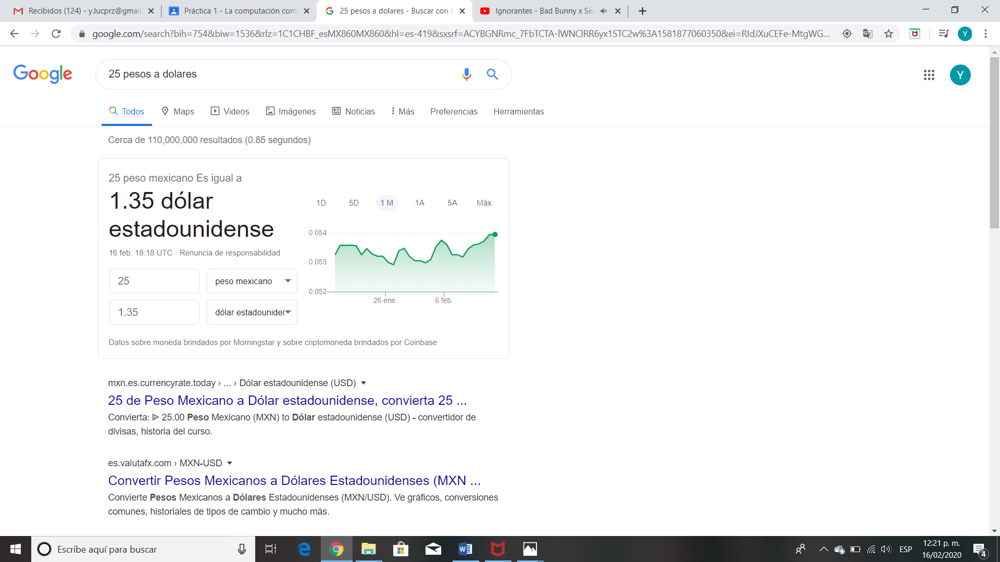 Recibidos (124) - y.lucprz@gmail.
Práctica 1 - La computación com
25 pesos a dolares - Buscar con G
Ignorantes - Bad Bunny x Sec
google.com/search?bih=754&biw=1536&rlz=1C1CHBF_esMX860MX860&hl=es-419&sxsrf=ACYBGNRmc_7FbTCTA-lWNClRR6yx1STC2w%3A1581877060350&ei=RIdJXuCEFe-MtgWG...
Y
Google
25 pesos a dolares
Y
Todos
Maps
Videos
Imágenes
Noticias
Más
Preferencias
Herramientas
Cerca de 110,000,000 resultados (0.85 segundos)
25 peso mexicano Es igual a
1.35 dólar
estadounidense
16 feb. 18:18 UTC · Renuncia de responsabilidad
25
peso mexicano
1.35
dólar estadounider
1D
5D
1 M
1A
5A
Máx.
0.054
0.053
0.052
26 ene.
6 feb.
Datos sobre moneda brindados por Morningstar y sobre criptomoneda brindados por Coinbase
mxn.es.currencyrate.today › ... › Dólar estadounidense (USD)
25 de Peso Mexicano a Dólar estadounidense, convierta 25 ...
Convierta: ᐉ 25.00 Peso Mexicano (MXN) to Dólar estadounidense (USD) - convertidor de
divisas, historia del curso.
es.valutafx.com › MXN-USD
Convertir Pesos Mexicanos a Dólares Estadounidenses (MXN ...
Convierte Pesos Mexicanos a Dólares Estadounidenses (MXN/USD). Ve gráficos, conversiones
comunes, historiales de tipos de cambio y mucho más.
Escribe aquí para buscar
ESP
12:21 p. m.
16/02/2020
4